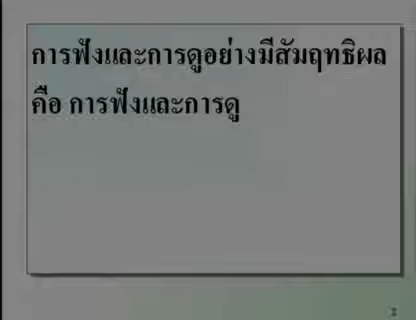 การฟังและการดูอย่างมีสัมฤทธิผล
คือ การฟังและการดู
2